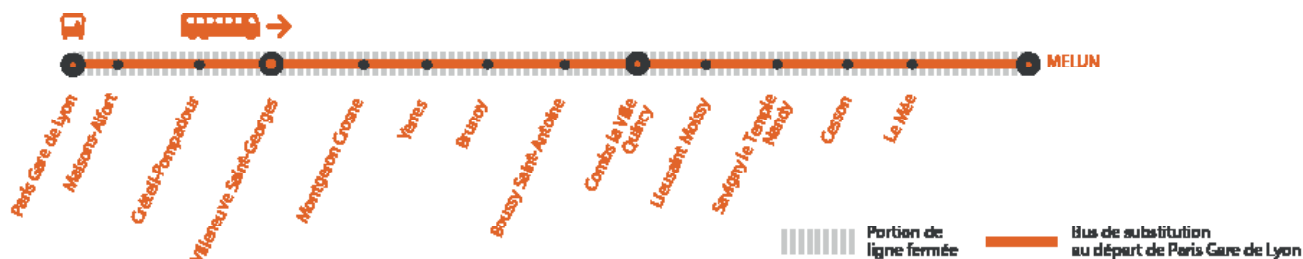 MELUN
Paris Gare de Lyon
Maisons-Alfort
Créteil-Pompadour
Villeneuve Saint-Georges
Montgeron Crosne
Yerres
Brunoy
Boussy Saint-Antoine
Combs la Ville
Quincy
Lieusaint Moissy
Savigny le Temple
Nandy
Cesson
Le Mée
Portion de
ligne fermée
Bus de substitution
au départ de Paris Gare de Lyon